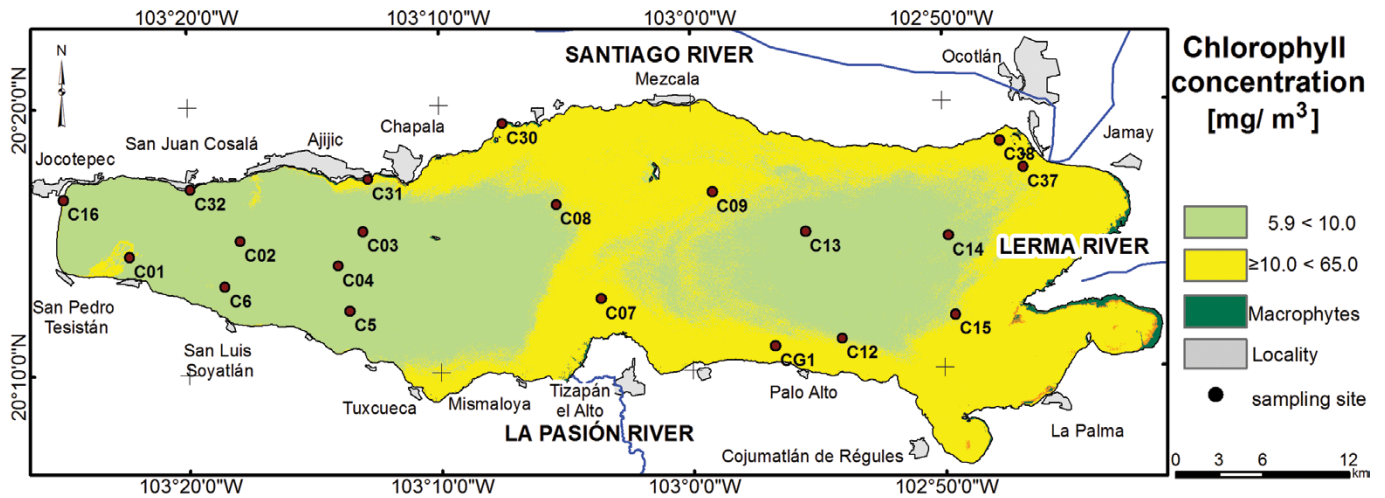 103°20'0"W
103°10'0"W
103°0'0"W
102°50'0"W
N
SANTIAGO RIVER
Ocotlán
Mezcala
20°20'0"N
Jocotepec
San Juan Cosalá
Ajijic
Chapala
Jamay
C30
C38
C37
C16
C32
C31
C08
C09
C02
C03
C13
C14
LERMA RIVER
C01
C04
C6
C5
C07
C15
CG1
C12
San Pedro
Tesistán
San Luis
Soyatlán
20°10'0"N
Tuxcueca
Mismaloya
Tizapán
el Alto
Palo Alto
La Palma
LA PASIÓN RIVER
Cojumatlán de Régules
103°20'0"W
103°10'0"W
103°0'0"W
102°50'0"W
Chlorophyll
concentration
[mg/ m³]
5.9 < 10.0
≥10.0 < 65.0
Macrophytes
Locality
sampling site
0 3 6 12
km